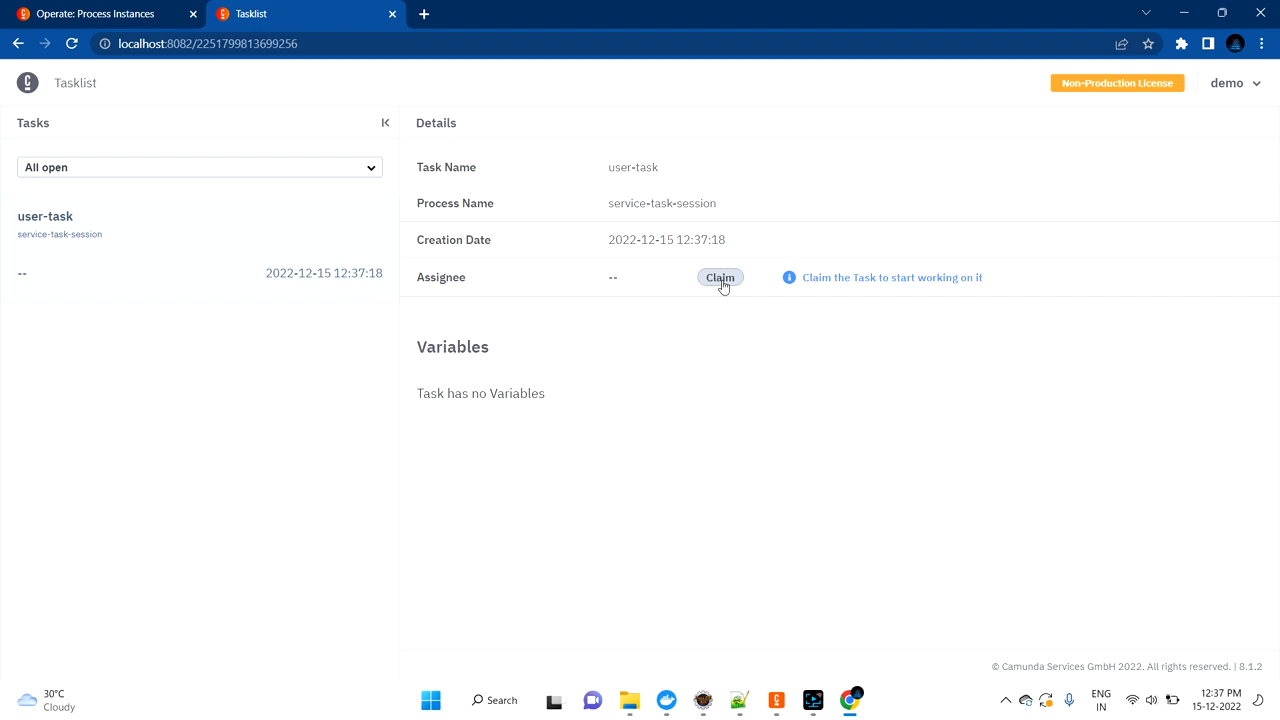 Operate: Process Instances
Tasklist
localhost:8082/2251799813699256
Tasklist
Non-Production License
demo
Tasks
Details
All open
Task Name
user-task
user-task
service-task-session
Process Name
service-task-session
Creation Date
2022-12-15 12:37:18
--
2022-12-15 12:37:18
Assignee
--
Claim
Claim the Task to start working on it
Variables
Task has no Variables
© Camunda Services GmbH 2022. All rights reserved. | 8.1.2
30°C
Cloudy
Search
ENG
IN
12:37 PM
15-12-2022